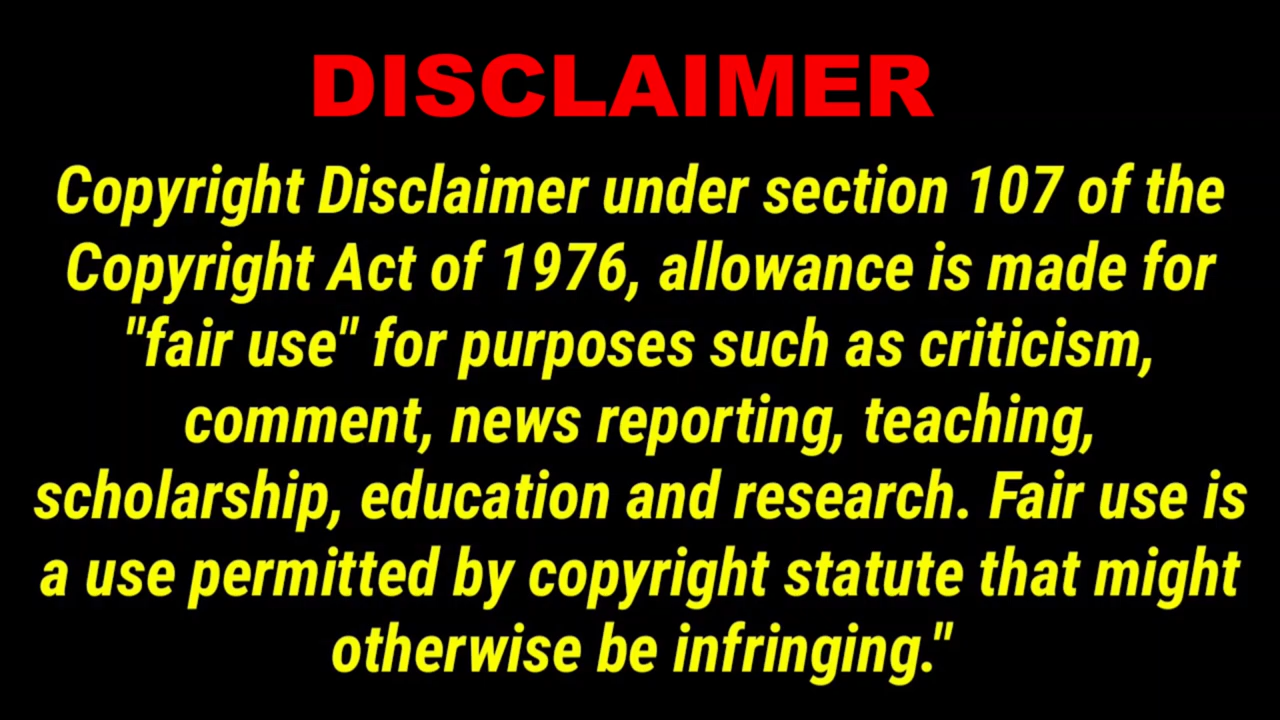 DISCLAIMER
Copyright Disclaimer under section 107 of the
Copyright Act of 1976, allowance is made for
"fair use" for purposes such as criticism,
comment, news reporting, teaching,
scholarship, education and research. Fair use is
a use permitted by copyright statute that might
otherwise be infringing."